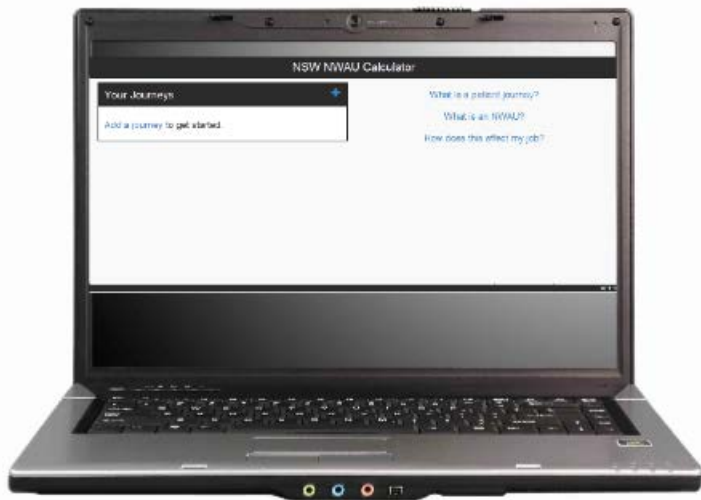 NSW NWAU Calculator
Your Journeys +
Add a journey to get started.
What is a patient journey?
What is an NWAU?
How does this affect my job?